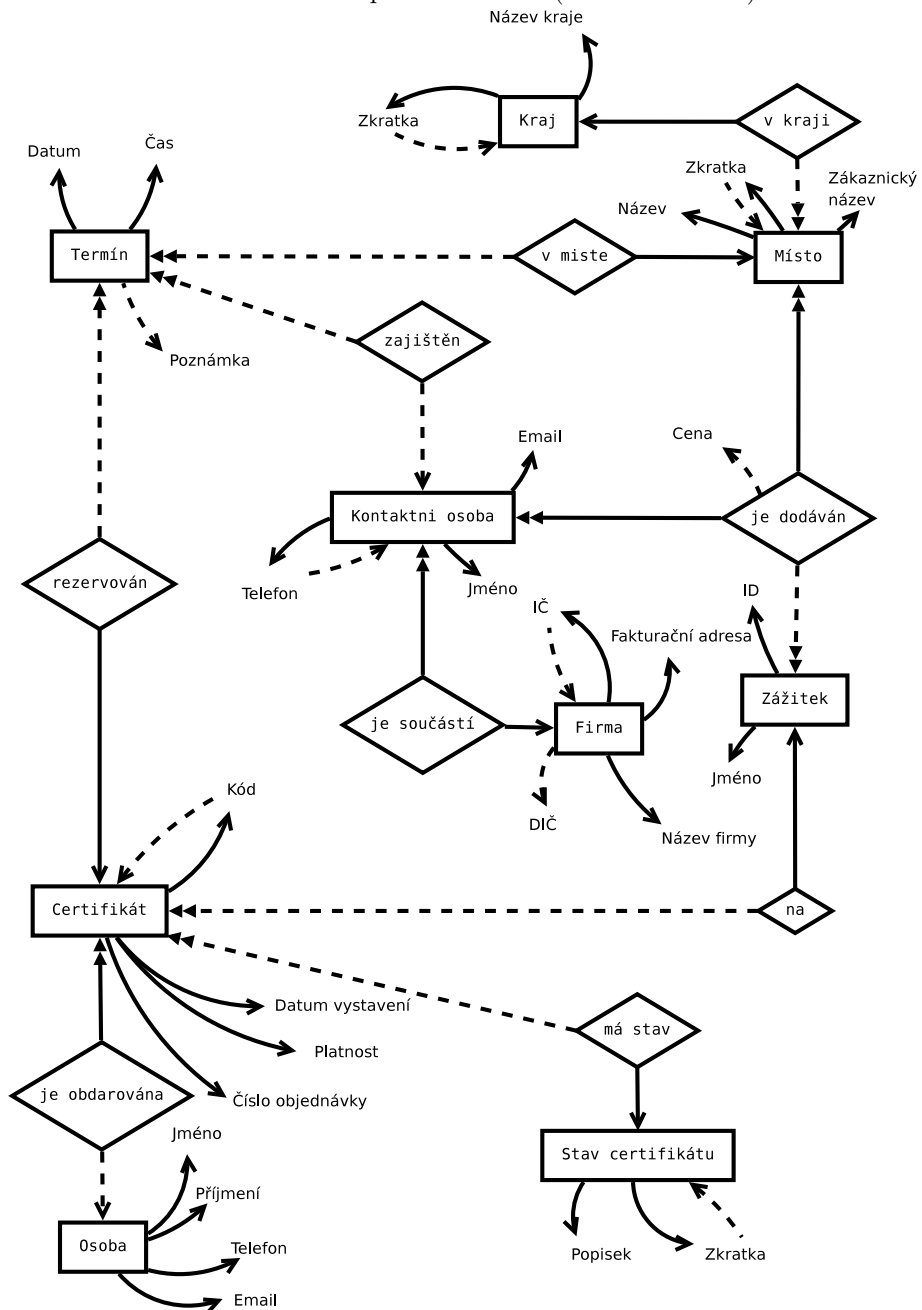 Název kraje
Zkratka
Kraj
v kraji
Datum
Čas
Zkratka
Zákaznický
název
Název
Termín
v miste
Místo
zajištěn
Poznámka
Email
Cena
Kontaktni osoba
je dodáván
rezervován
Telefon
Jméno
IČ
ID
Fakturační adresa
je součástí
Firma
Zážitek
Jméno
Kód
DIČ
Název firmy
Certifikát
na
Datum vystavení
má stav
Platnost
je obdarována
Číslo objednávky
Jméno
Stav certifikátu
Příjmení
Osoba
Telefon
Popisek
Zkratka
Email